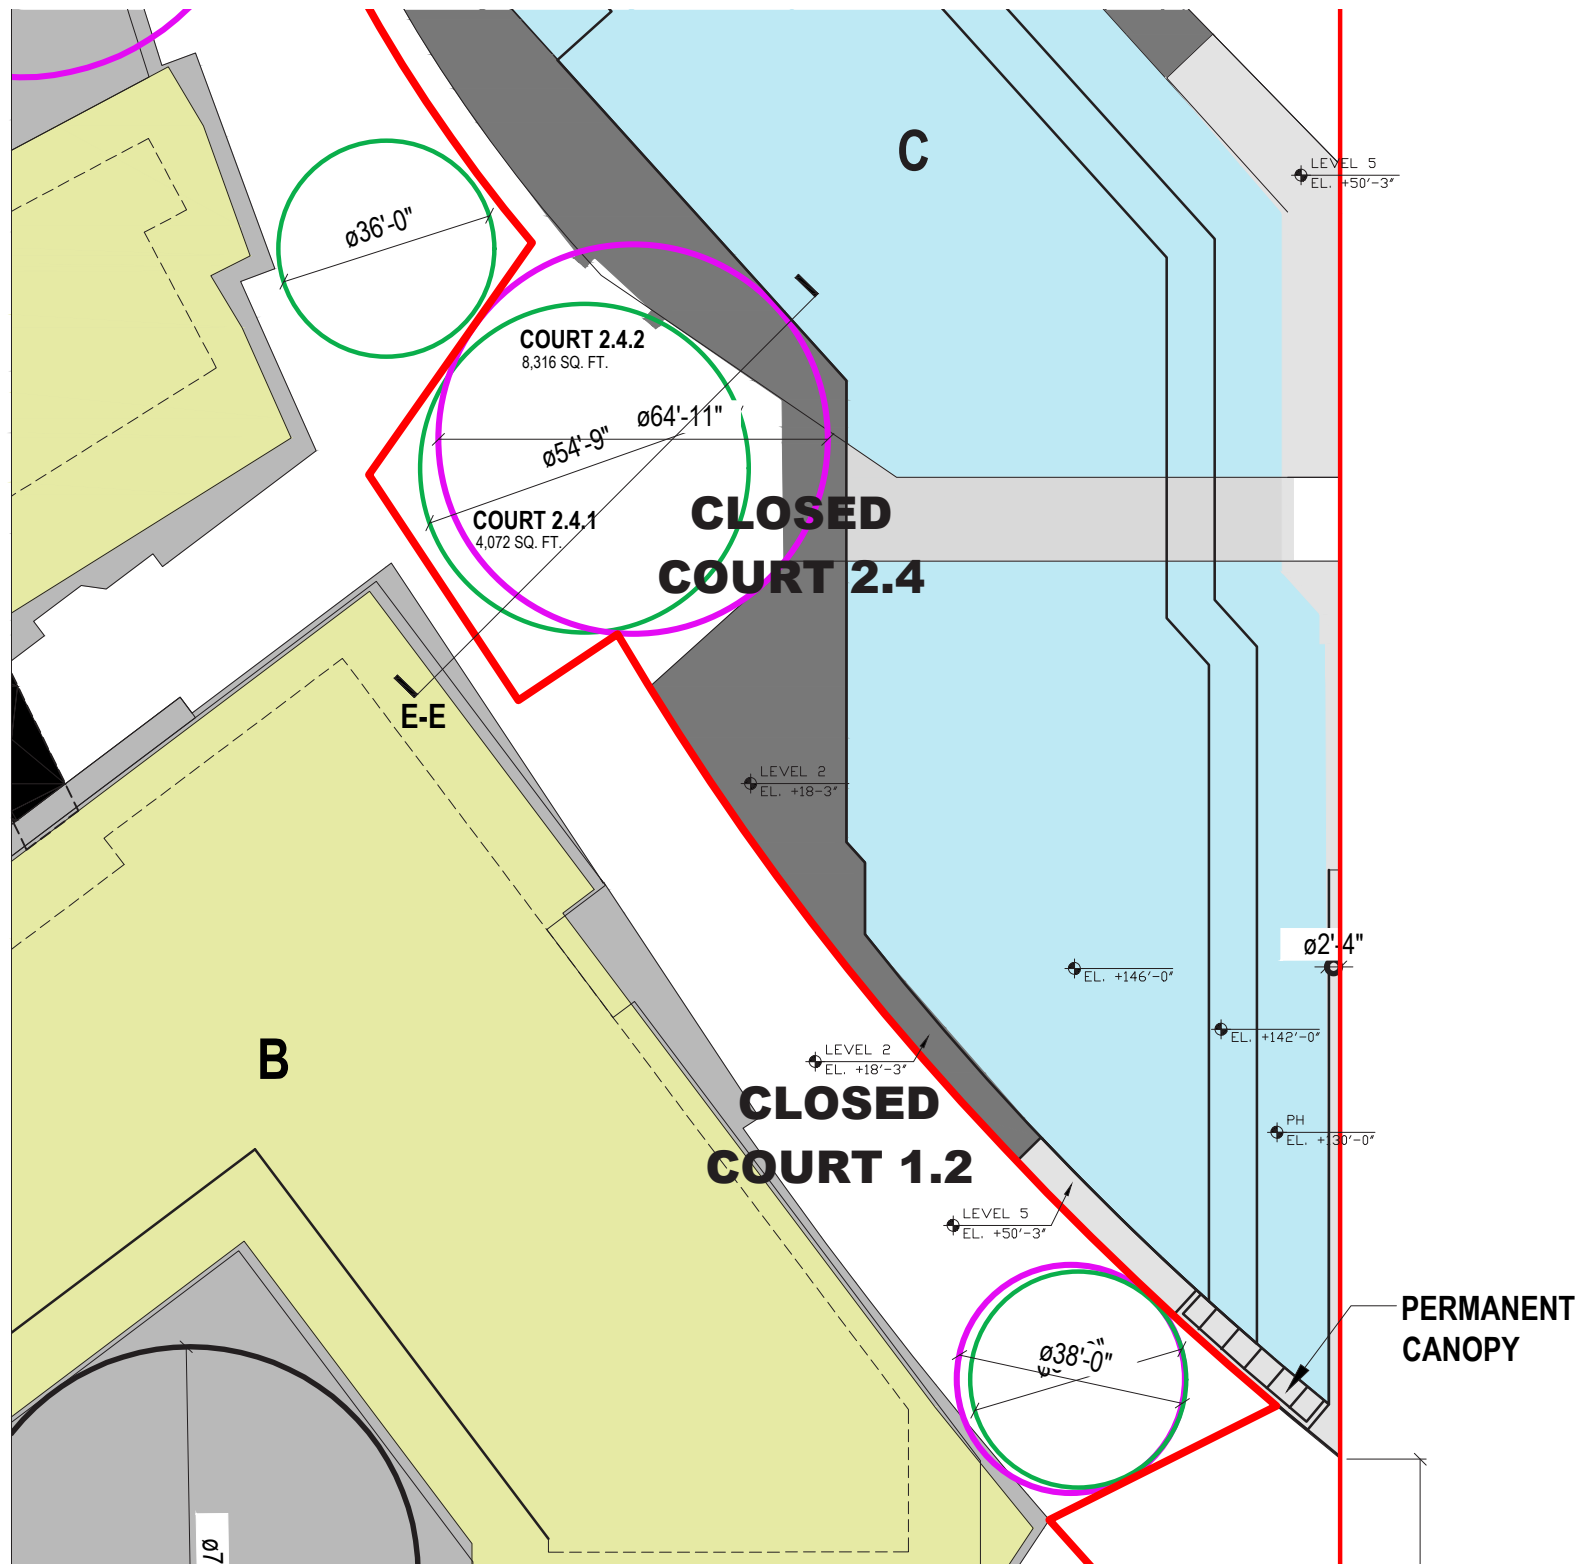 C
LEVEL 5
EL. +50'-3"
ø36'-0"
COURT 2.4.2
8,316 SQ. FT.
ø64'-11"
ø54'-9"
COURT 2.4.1
4,072 SQ. FT.
CLOSED
COURT 2.4
E-E
LEVEL 2
EL. +18-3"
ø2'-4"
EL. +146'-0"
EL. +142'-0"
B
LEVEL 2
EL. +18'-3"
CLOSED
COURT 1.2
PH
EL. +130'-0"
LEVEL 5
EL. +50'-3"
PERMANENT
CANOPY
ø38'-0"
ø7